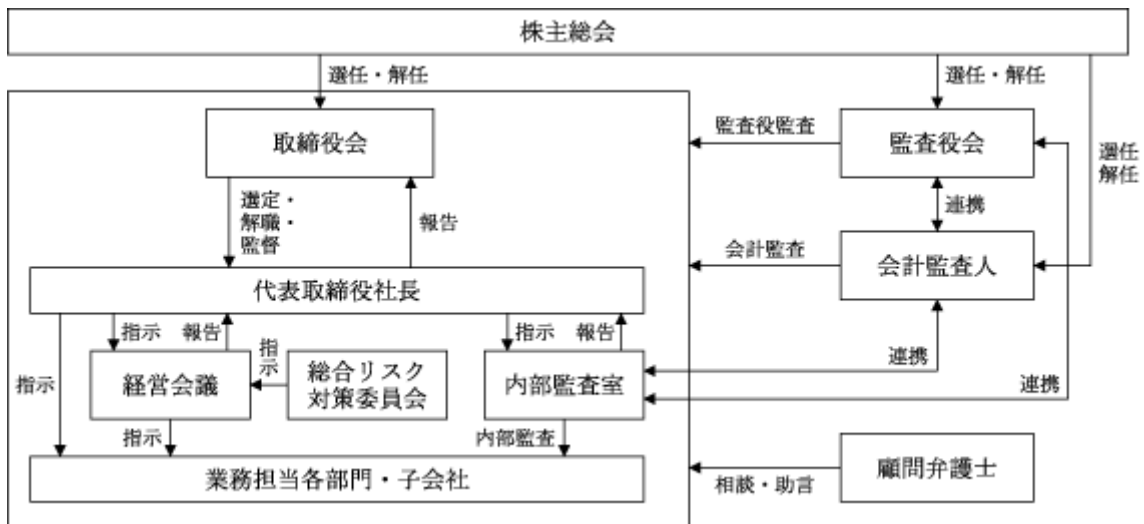 株主総会
選任・解任
選任・解任
取締役会
監査役監査
監査役会
選任
解任
選定・
解職・
監督
報告
連携
会計監査
会計監査人
代表取締役社長
指示
報告
指示
指示
報告
指示
経営会議
総合リスク
対策委員会
内部監査室
連携
連携
指示
内部監査
業務担当各部門・子会社
相談・助言
顧問弁護士